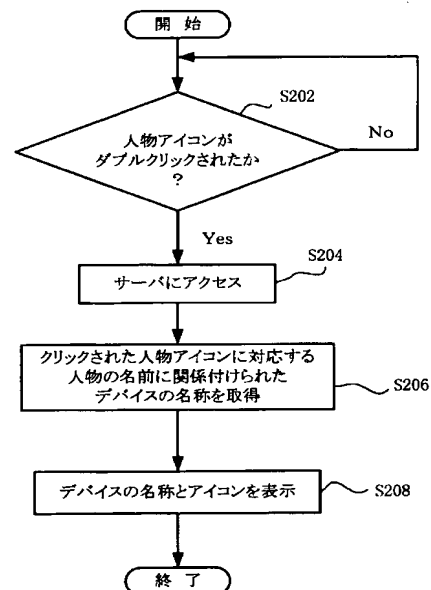 開 始
S202
人物アイコンが
ダブルクリックされたか
?
No
Yes
S204
サーバにアクセス
クリックされた人物アイコンに対応する
人物の名前に関係付けられた
デバイスの名称を取得
S206
デバイスの名称とアイコンを表示
S208
終 了